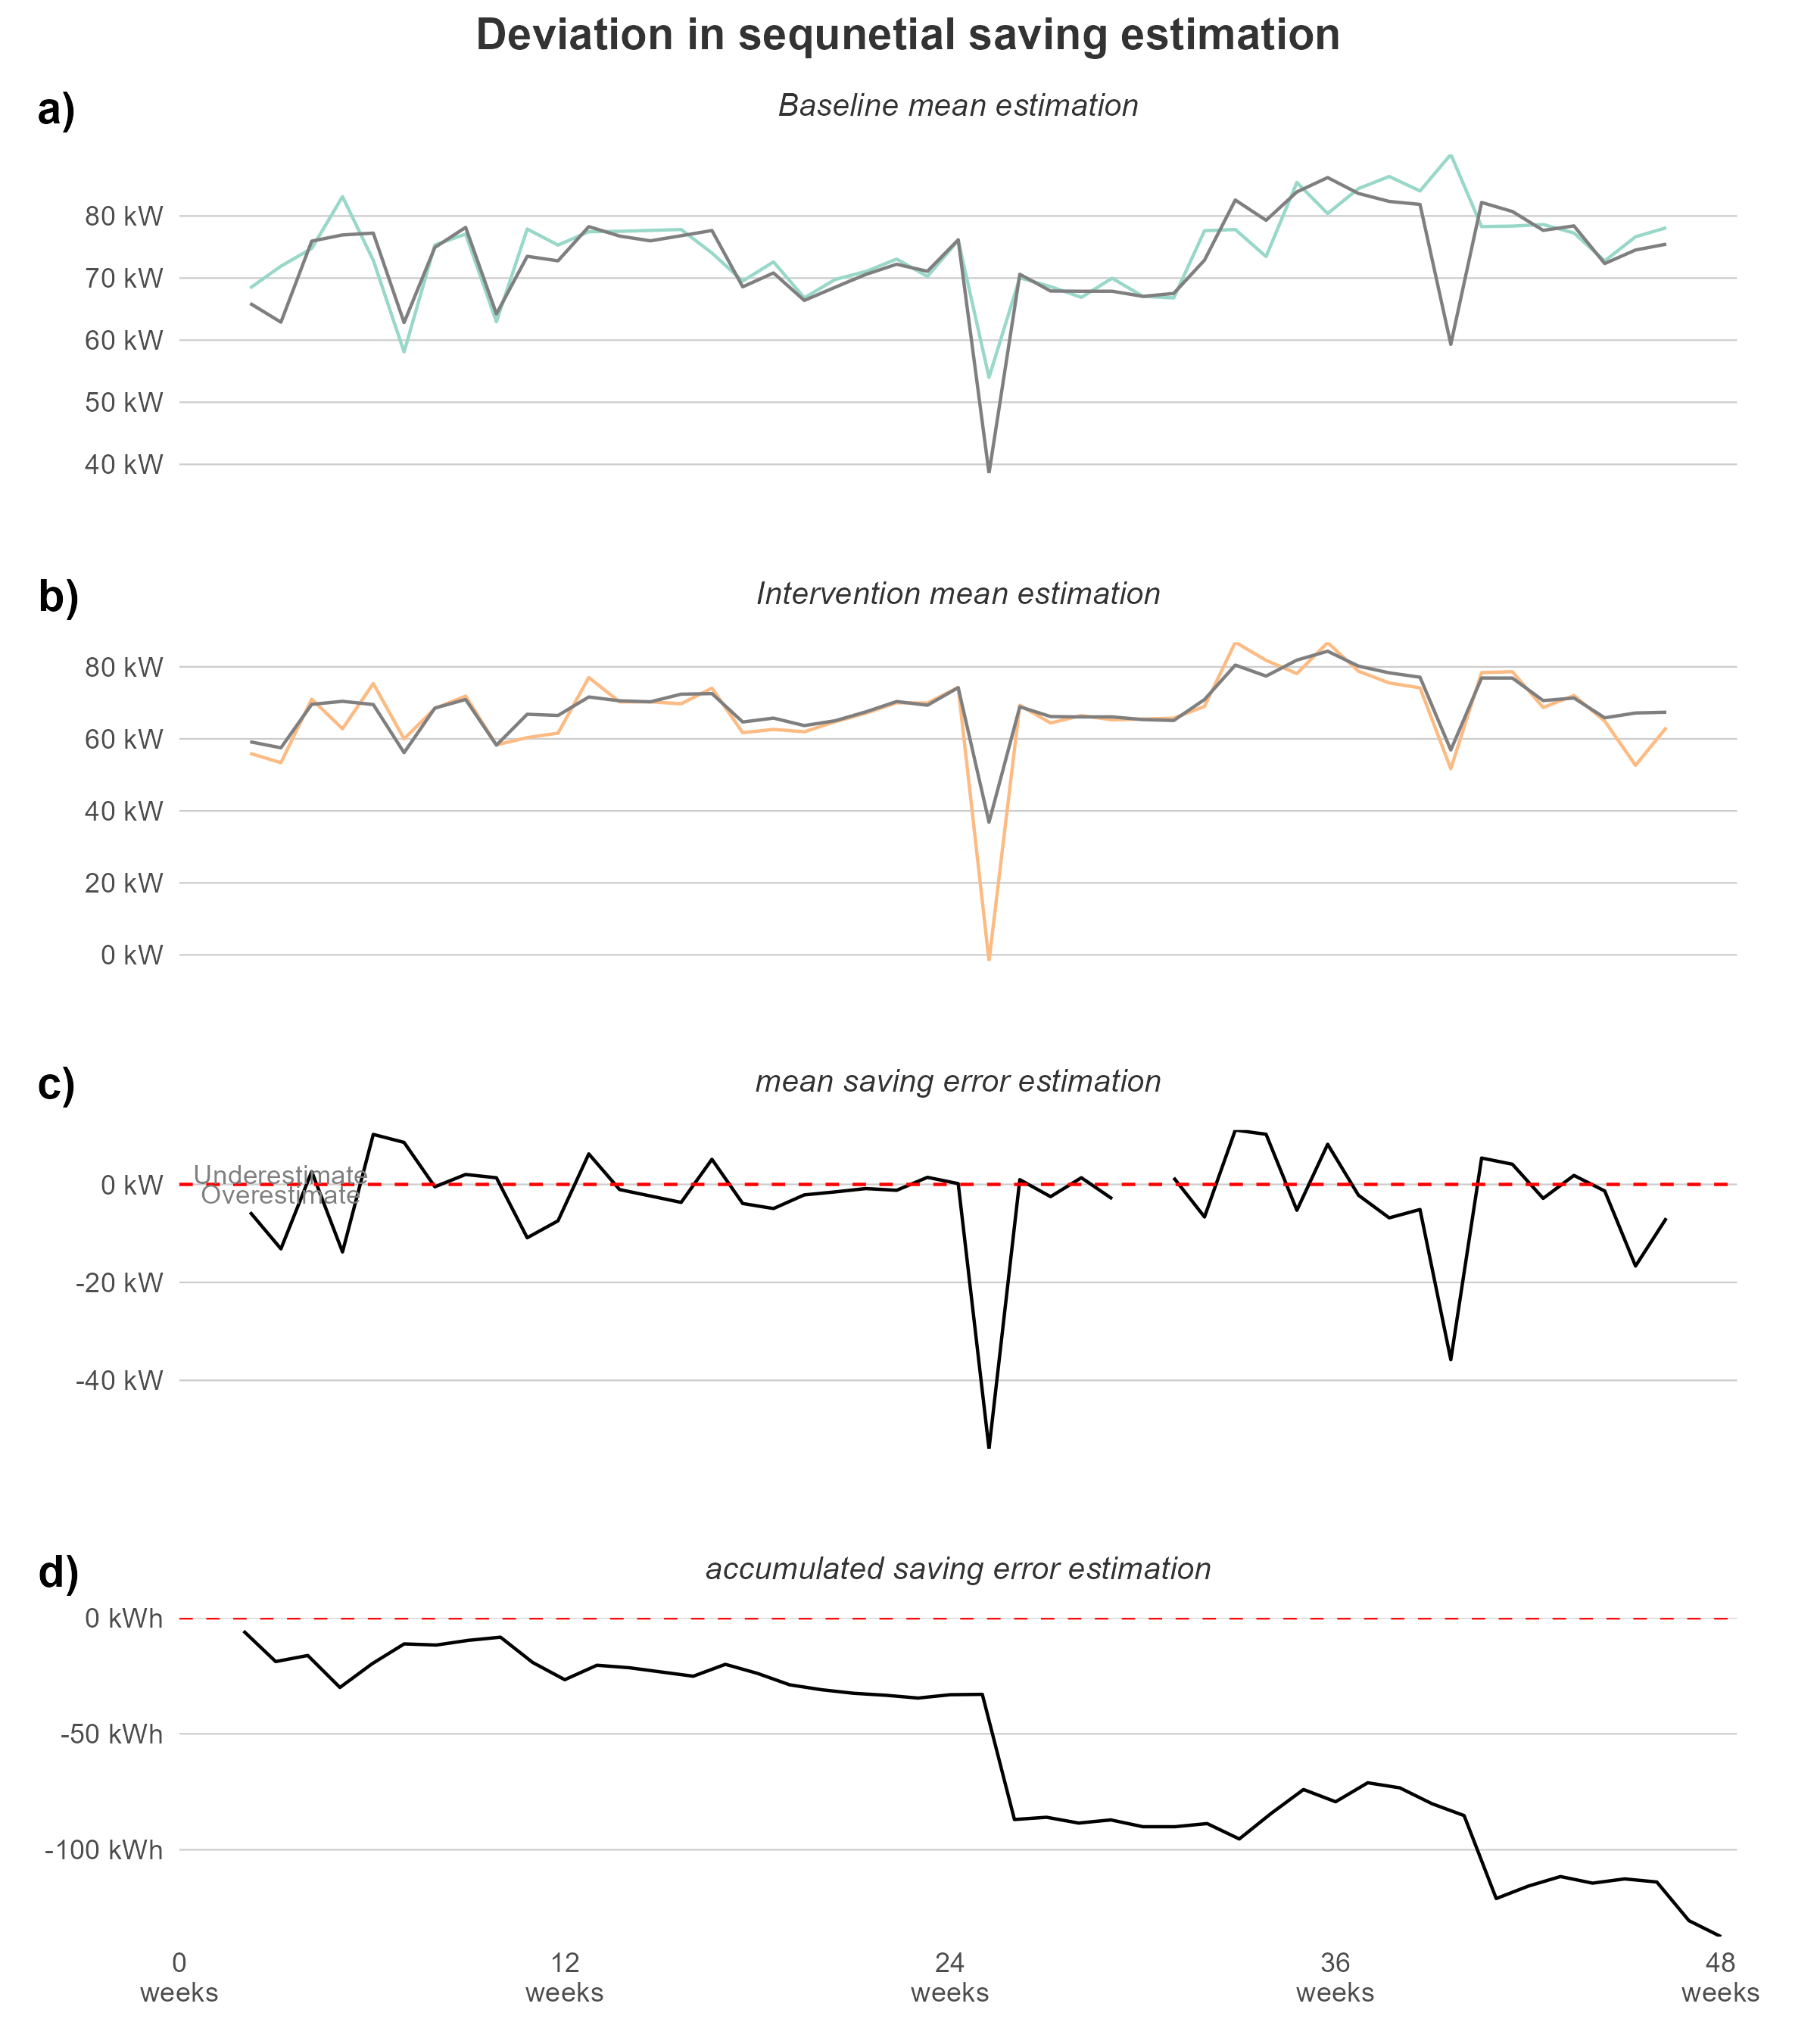 Deviation in sequnetial saving estimation
a)
Baseline mean estimation
80 kW
70 kW
60 kW
50 kW
40 kW
b)
Intervention mean estimation
80 kW
60 kW
40 kW
20 kW
0 kW
c)
mean saving error estimation
Underestimate
0 kW
Overestimate
-20 kW
-40 kW
d)
accumulated saving error estimation
0 kWh
-50 kWh
-100 kWh
0 12 24 36 48
weeks weeks weeks weeks weeks